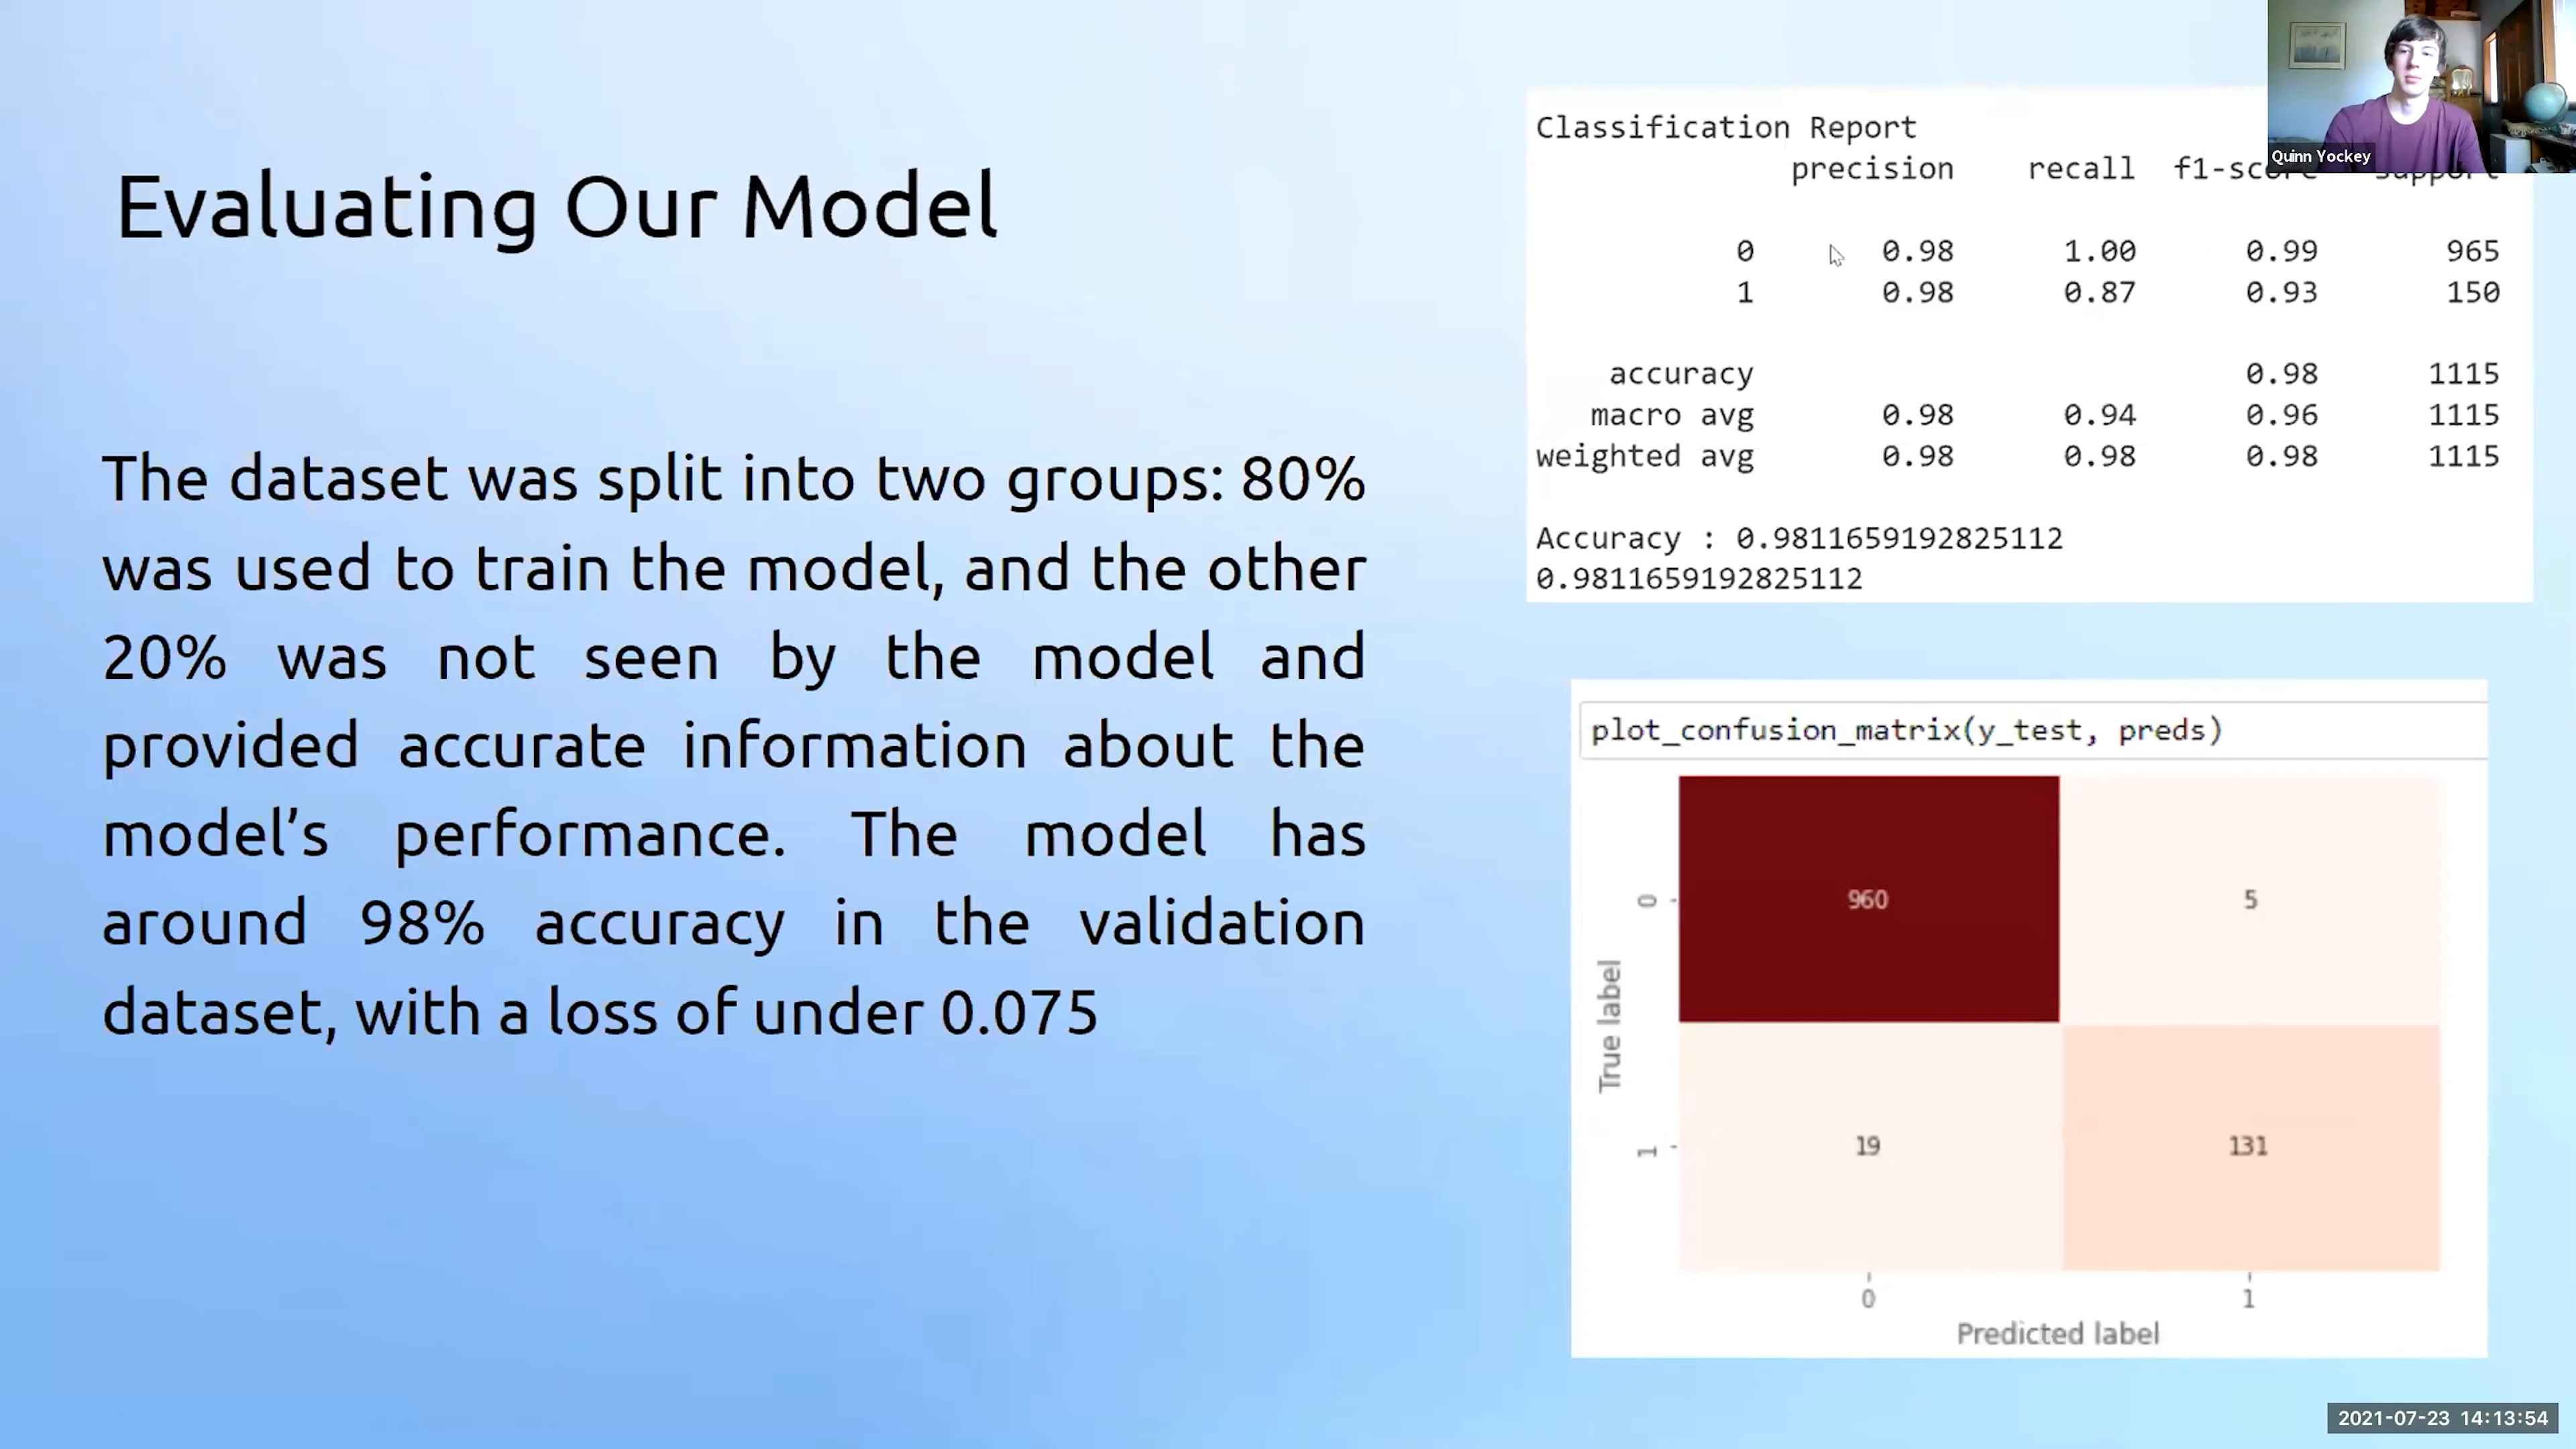 Evaluating Our Model
The dataset was split into two groups: 80%
was used to train the model, and the other
20% was not seen by the model and
provided accurate information about the
model’s performance. The model has
around 98% accuracy in the validation
dataset, with a loss of under 0.075
Quinn Yockey
Classification Report
precision recall f1-score support
0 0.98 1.00 0.99 965
1 0.98 0.87 0.93 150
accuracy 0.98 1115
macro avg 0.98 0.94 0.96 1115
weighted avg 0.98 0.98 0.98 1115
Accuracy : 0.9811659192825112
0.9811659192825112
plot_confusion_matrix(y_test, preds)
True label
0
960 5
1
19 131
0 1
Predicted label
2021-07-23 14:13:54